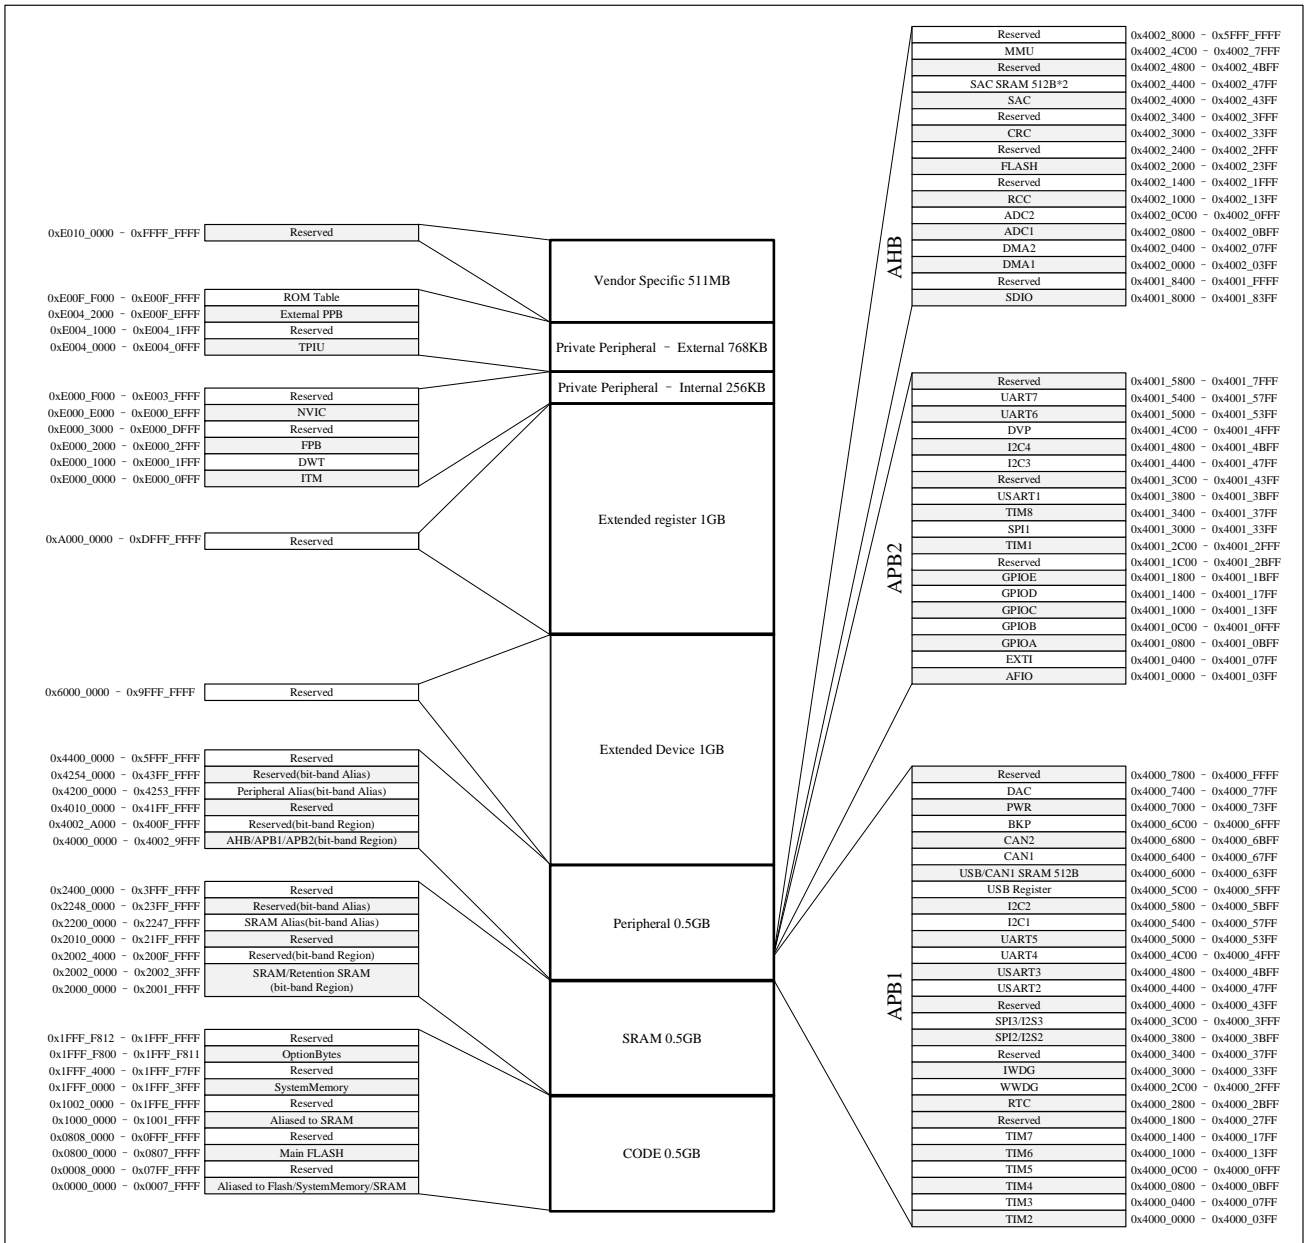 0xE010_0000 - 0xFFFF_FFFF Reserved
0xE00F_F000 - 0xE00F_FFFF ROM Table
0xE004_2000 - 0xE00F_EFFF External PPB
0xE004_1000 - 0xE004_1FFF Reserved
0xE004_0000 - 0xE004_0FFF TPIU
0xE000_F000 - 0xE003_FFFF Reserved
0xE000_E000 - 0xE000_EFFF NVIC
0xE000_3000 - 0xE000_DFFF Reserved
0xE000_2000 - 0xE000_2FFF FPB
0xE000_1000 - 0xE000_1FFF DWT
0xE000_0000 - 0xE000_0FFF ITM
0xA000_0000 - 0xDFFF_FFFF Reserved
0x6000_0000 - 0x9FFF_FFFF Reserved
0x4400_0000 - 0x5FFF_FFFF Reserved
0x4254_0000 - 0x43FF_FFFF Reserved(bit-band Alias)
0x4200_0000 - 0x4253_FFFF Peripheral Alias(bit-band Alias)
0x4010_0000 - 0x41FF_FFFF Reserved
0x4002_A000 - 0x400F_FFFF Reserved(bit-band Region)
0x4000_0000 - 0x4002_9FFF AHB/APB1/APB2(bit-band Region)
0x2400_0000 - 0x3FFF_FFFF Reserved
0x2248_0000 - 0x23FF_FFFF Reserved(bit-band Alias)
0x2200_0000 - 0x2247_FFFF SRAM Alias(bit-band Alias)
0x2010_0000 - 0x21FF_FFFF Reserved
0x2002_4000 - 0x200F_FFFF Reserved(bit-band Region)
0x2002_0000 - 0x2002_3FFF SRAM/Retention SRAM
0x2000_0000 - 0x2001_FFFF (bit-band Region)
0x1FFF_F812 - 0x1FFF_FFFF Reserved
0x1FFF_F800 - 0x1FFF_F811 OptionBytes
0x1FFF_4000 - 0x1FFF_F7FF Reserved
0x1FFF_0000 - 0x1FFF_3FFF SystemMemory
0x1002_0000 - 0x1FFE_FFFF Reserved
0x1000_0000 - 0x1001_FFFF Aliased to SRAM
0x0808_0000 - 0x0FFF_FFFF Reserved
0x0800_0000 - 0x0807_FFFF Main FLASH
0x0008_0000 - 0x07FF_FFFF Reserved
0x0000_0000 - 0x0007_FFFF Aliased to Flash/SystemMemory/SRAM
Vendor Specific 511MB
Private Peripheral - External 768KB
Private Peripheral - Internal 256KB
Extended register 1GB
Extended Device 1GB
Peripheral 0.5GB
SRAM 0.5GB
CODE 0.5GB
AHB
Reserved 0x4002_8000 - 0x5FFF_FFFF
MMU 0x4002_4C00 - 0x4002_7FFF
Reserved 0x4002_4800 - 0x4002_4BFF
SAC SRAM 512B*2 0x4002_4400 - 0x4002_47FF
SAC 0x4002_4000 - 0x4002_43FF
Reserved 0x4002_3400 - 0x4002_3FFF
CRC 0x4002_3000 - 0x4002_33FF
Reserved 0x4002_2400 - 0x4002_2FFF
FLASH 0x4002_2000 - 0x4002_23FF
Reserved 0x4002_1400 - 0x4002_1FFF
RCC 0x4002_1000 - 0x4002_13FF
ADC2 0x4002_0C00 - 0x4002_0FFF
ADC1 0x4002_0800 - 0x4002_0BFF
DMA2 0x4002_0400 - 0x4002_07FF
DMA1 0x4002_0000 - 0x4002_03FF
Reserved 0x4001_8400 - 0x4001_FFFF
SDIO 0x4001_8000 - 0x4001_83FF
APB2
Reserved 0x4001_5800 - 0x4001_7FFF
UART7 0x4001_5400 - 0x4001_57FF
UART6 0x4001_5000 - 0x4001_53FF
DVP 0x4001_4C00 - 0x4001_4FFF
I2C4 0x4001_4800 - 0x4001_4BFF
I2C3 0x4001_4400 - 0x4001_47FF
Reserved 0x4001_3C00 - 0x4001_43FF
USART1 0x4001_3800 - 0x4001_3BFF
TIM8 0x4001_3400 - 0x4001_37FF
SPI1 0x4001_3000 - 0x4001_33FF
TIM1 0x4001_2C00 - 0x4001_2FFF
Reserved 0x4001_1C00 - 0x4001_2BFF
GPIOE 0x4001_1800 - 0x4001_1BFF
GPIOD 0x4001_1400 - 0x4001_17FF
GPIOC 0x4001_1000 - 0x4001_13FF
GPIOB 0x4001_0C00 - 0x4001_0FFF
GPIOA 0x4001_0800 - 0x4001_0BFF
EXTI 0x4001_0400 - 0x4001_07FF
AFIO 0x4001_0000 - 0x4001_03FF
APB1
Reserved 0x4000_7800 - 0x4000_FFFF
DAC 0x4000_7400 - 0x4000_77FF
PWR 0x4000_7000 - 0x4000_73FF
BKP 0x4000_6C00 - 0x4000_6FFF
CAN2 0x4000_6800 - 0x4000_6BFF
CAN1 0x4000_6400 - 0x4000_67FF
USB/CAN1 SRAM 512B 0x4000_6000 - 0x4000_63FF
USB Register 0x4000_5C00 - 0x4000_5FFF
I2C2 0x4000_5800 - 0x4000_5BFF
I2C1 0x4000_5400 - 0x4000_57FF
UART5 0x4000_5000 - 0x4000_53FF
UART4 0x4000_4C00 - 0x4000_4FFF
USART3 0x4000_4800 - 0x4000_4BFF
USART2 0x4000_4400 - 0x4000_47FF
Reserved 0x4000_4000 - 0x4000_43FF
SPI3/I2S3 0x4000_3C00 - 0x4000_3FFF
SPI2/I2S2 0x4000_3800 - 0x4000_3BFF
Reserved 0x4000_3400 - 0x4000_37FF
IWDG 0x4000_3000 - 0x4000_33FF
WWDG 0x4000_2C00 - 0x4000_2FFF
RTC 0x4000_2800 - 0x4000_2BFF
Reserved 0x4000_1800 - 0x4000_27FF
TIM7 0x4000_1400 - 0x4000_17FF
TIM6 0x4000_1000 - 0x4000_13FF
TIM5 0x4000_0C00 - 0x4000_0FFF
TIM4 0x4000_0800 - 0x4000_0BFF
TIM3 0x4000_0400 - 0x4000_07FF
TIM2 0x4000_0000 - 0x4000_03FF